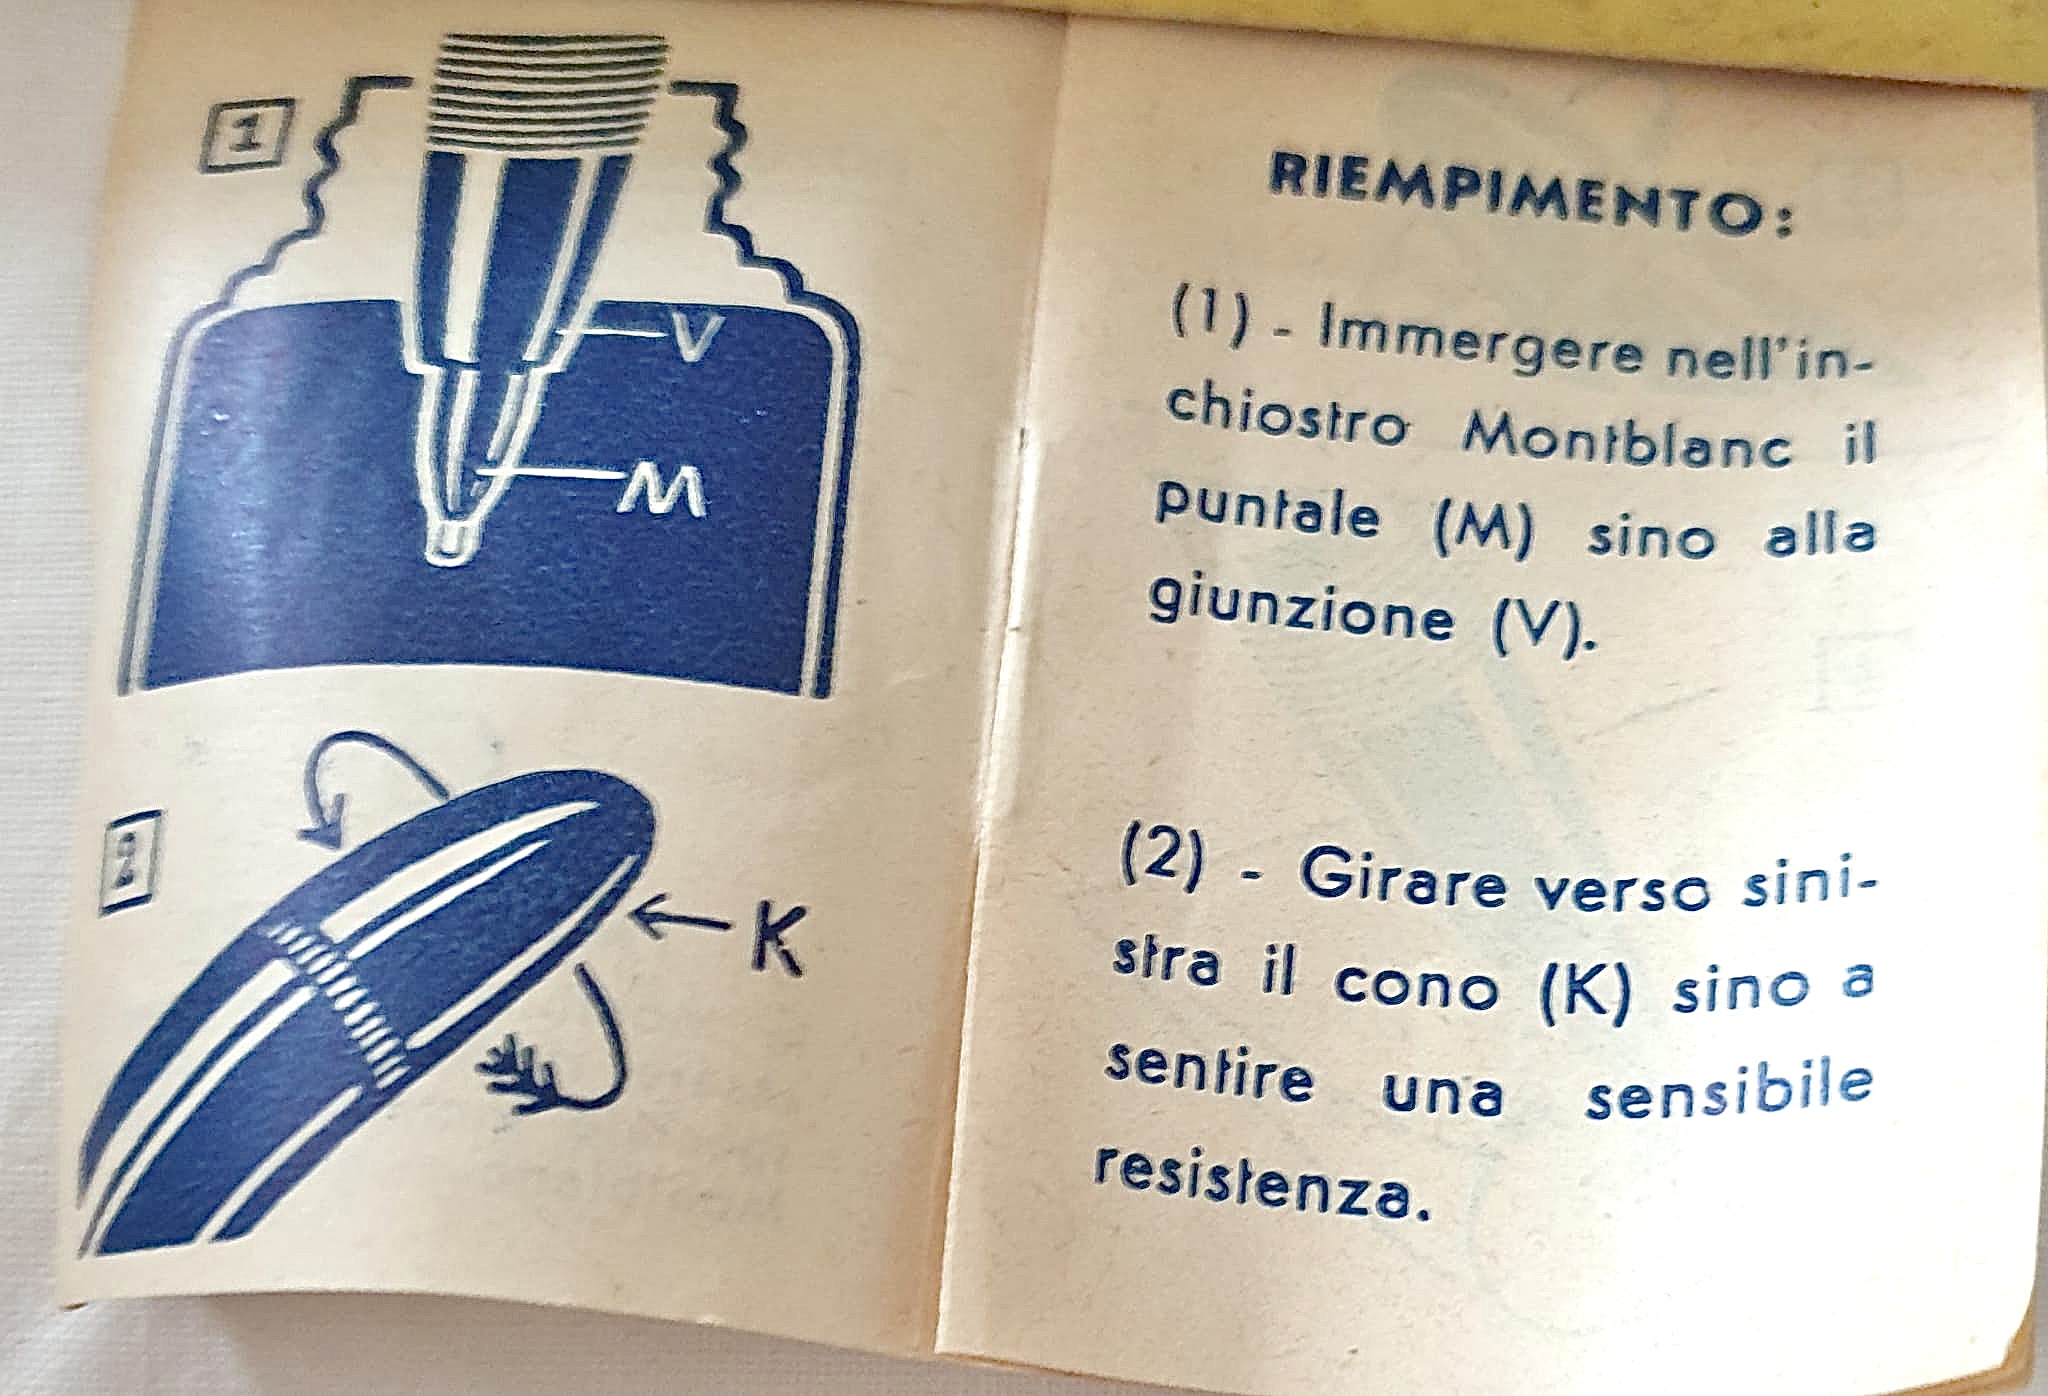 1
V
M
2
K
RIEMPIMENTO:
(1) - Immergere nell'in-
chiostro Montblanc il
puntale (M) sino alla
giunzione (V).
(2) - Girare verso sini-
stra il cono (K) sino a
sentire una sensibile
resistenza.